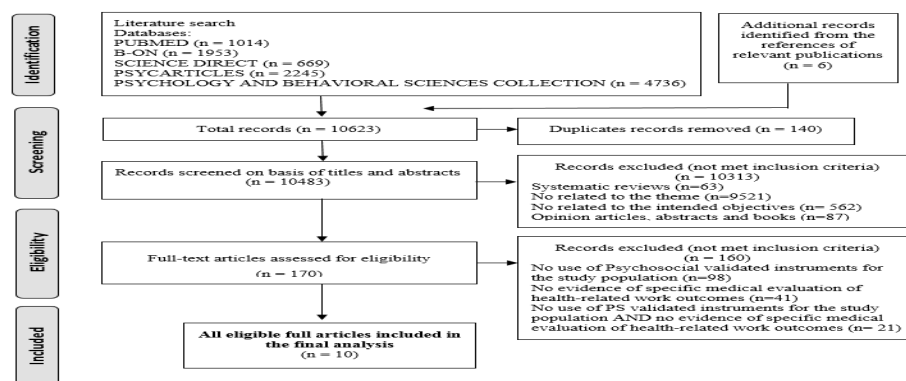 Identification
Literature search
Databases:
PUBMED (n = 1014)
B-ON (n = 1953)
SCIENCE DIRECT (n = 669)
PSYCARTICLES (n = 2245)
PSYCHOLOGY AND BEHAVIORAL SCIENCES COLLECTION (n = 4736)
Additional records
identified from the
references of
relevant publications
(n = 6)
Screening
Total records (n = 10623)
Duplicates records removed (n = 140)
Records screened on basis of titles and abstracts
(n = 10483)
Records excluded (not met inclusion criteria)
(n = 10313)
Systematic reviews (n=63)
No related to the theme (n=9521)
No related to the intended objectives (n= 562)
Opinion articles, abstracts and books (n=87)
Eligibility
Full-text articles assessed for eligibility
(n = 170)
Records excluded (not met inclusion criteria)
(n = 160)
No use of Psychosocial validated instruments for
the study population (n=98)
No evidence of specific medical evaluation of
health-related work outcomes (n=41)
No use of PS validated instruments for the study
population AND no evidence of specific medical
evaluation of health-related work outcomes (n= 21)
Included
All eligible full articles included in
the final analysis
(n = 10)